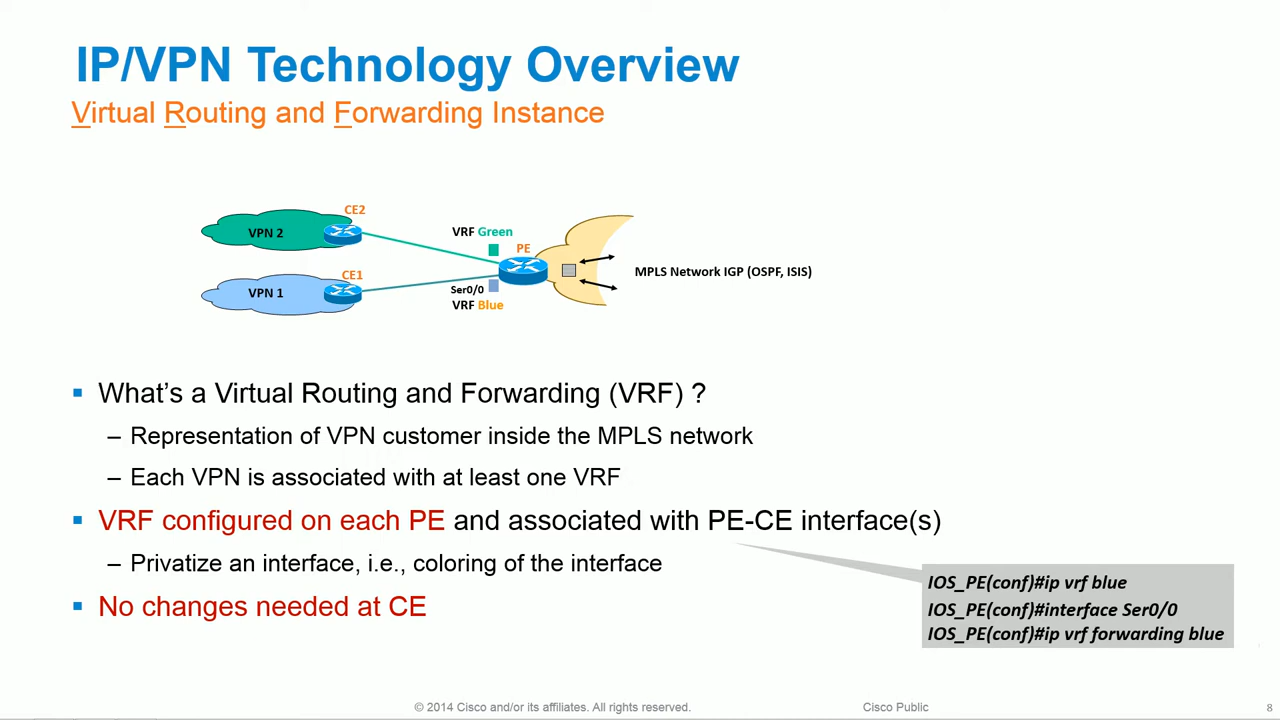 IP/VPN Technology Overview
Virtual Routing and Forwarding Instance
CE2
VPN 2
VRF Green
PE
MPLS Network IGP (OSPF, ISIS)
CE1
VPN 1
Ser0/0
VRF Blue
What's a Virtual Routing and Forwarding (VRF) ?
– Representation of VPN customer inside the MPLS network
– Each VPN is associated with at least one VRF
VRF configured on each PE and associated with PE-CE interface(s)
– Privatize an interface, i.e., coloring of the interface
No changes needed at CE
IOS_PE(conf)#ip vrf blue
IOS_PE(conf)#interface Ser0/0
IOS_PE(conf)#ip vrf forwarding blue
© 2014 Cisco and/or its affiliates. All rights reserved.
Cisco Public
8